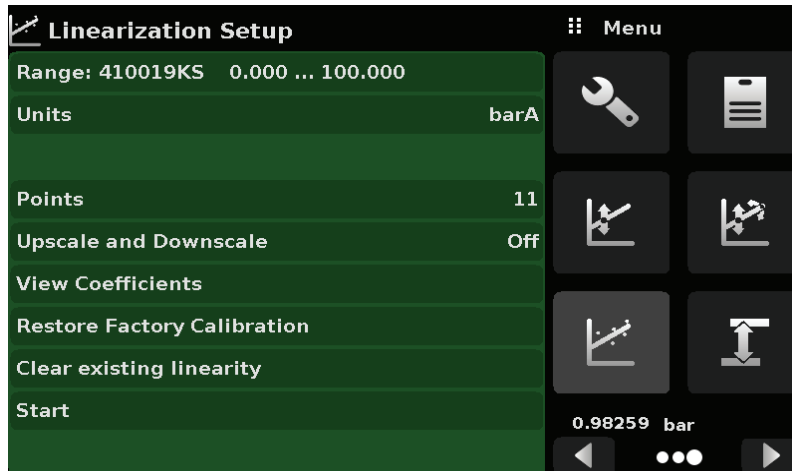 Linearization Setup
Menu
Range: 410019KS 0.000 ... 100.000
Units barA
Points 11
Upscale and Downscale Off
View Coefficients
Restore Factory Calibration
Clear existing linearity
Start
0.98259 bar